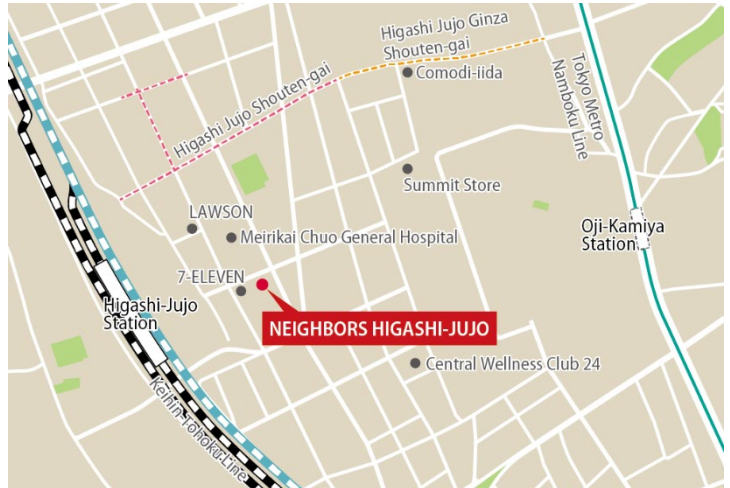 Higashi Jujo Ginza
Shouten-gai
Comodi-iida
Tokyo Metro
Namboku Line
Higashi Jujo Shouten-gai
Summit Store
LAWSON
Meirikai Chuo General Hospital
Oji-Kamiya
Station
7-ELEVEN
Higashi-Jujo
Station
NEIGHBORS HIGASHI-JUJO
Central Wellness Club 24
Keihin-Tohoku Line